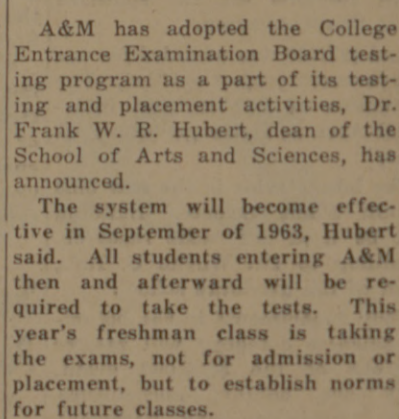 A&M has adopted the College
Entrance Examination Board test-
ing program as a part of its test-
ing and placement activities, Dr.
Frank W. R. Hubert, dean of the
School of Arts and Sciences, has
announced.
The system will become effec-
tive in September of 1963, Hubert
said. All students entering A&M
then and afterward will be re-
quired to take the tests. This
year's freshman class is taking
the exams, not for admission or
placement, but to establish norms
for future classes.